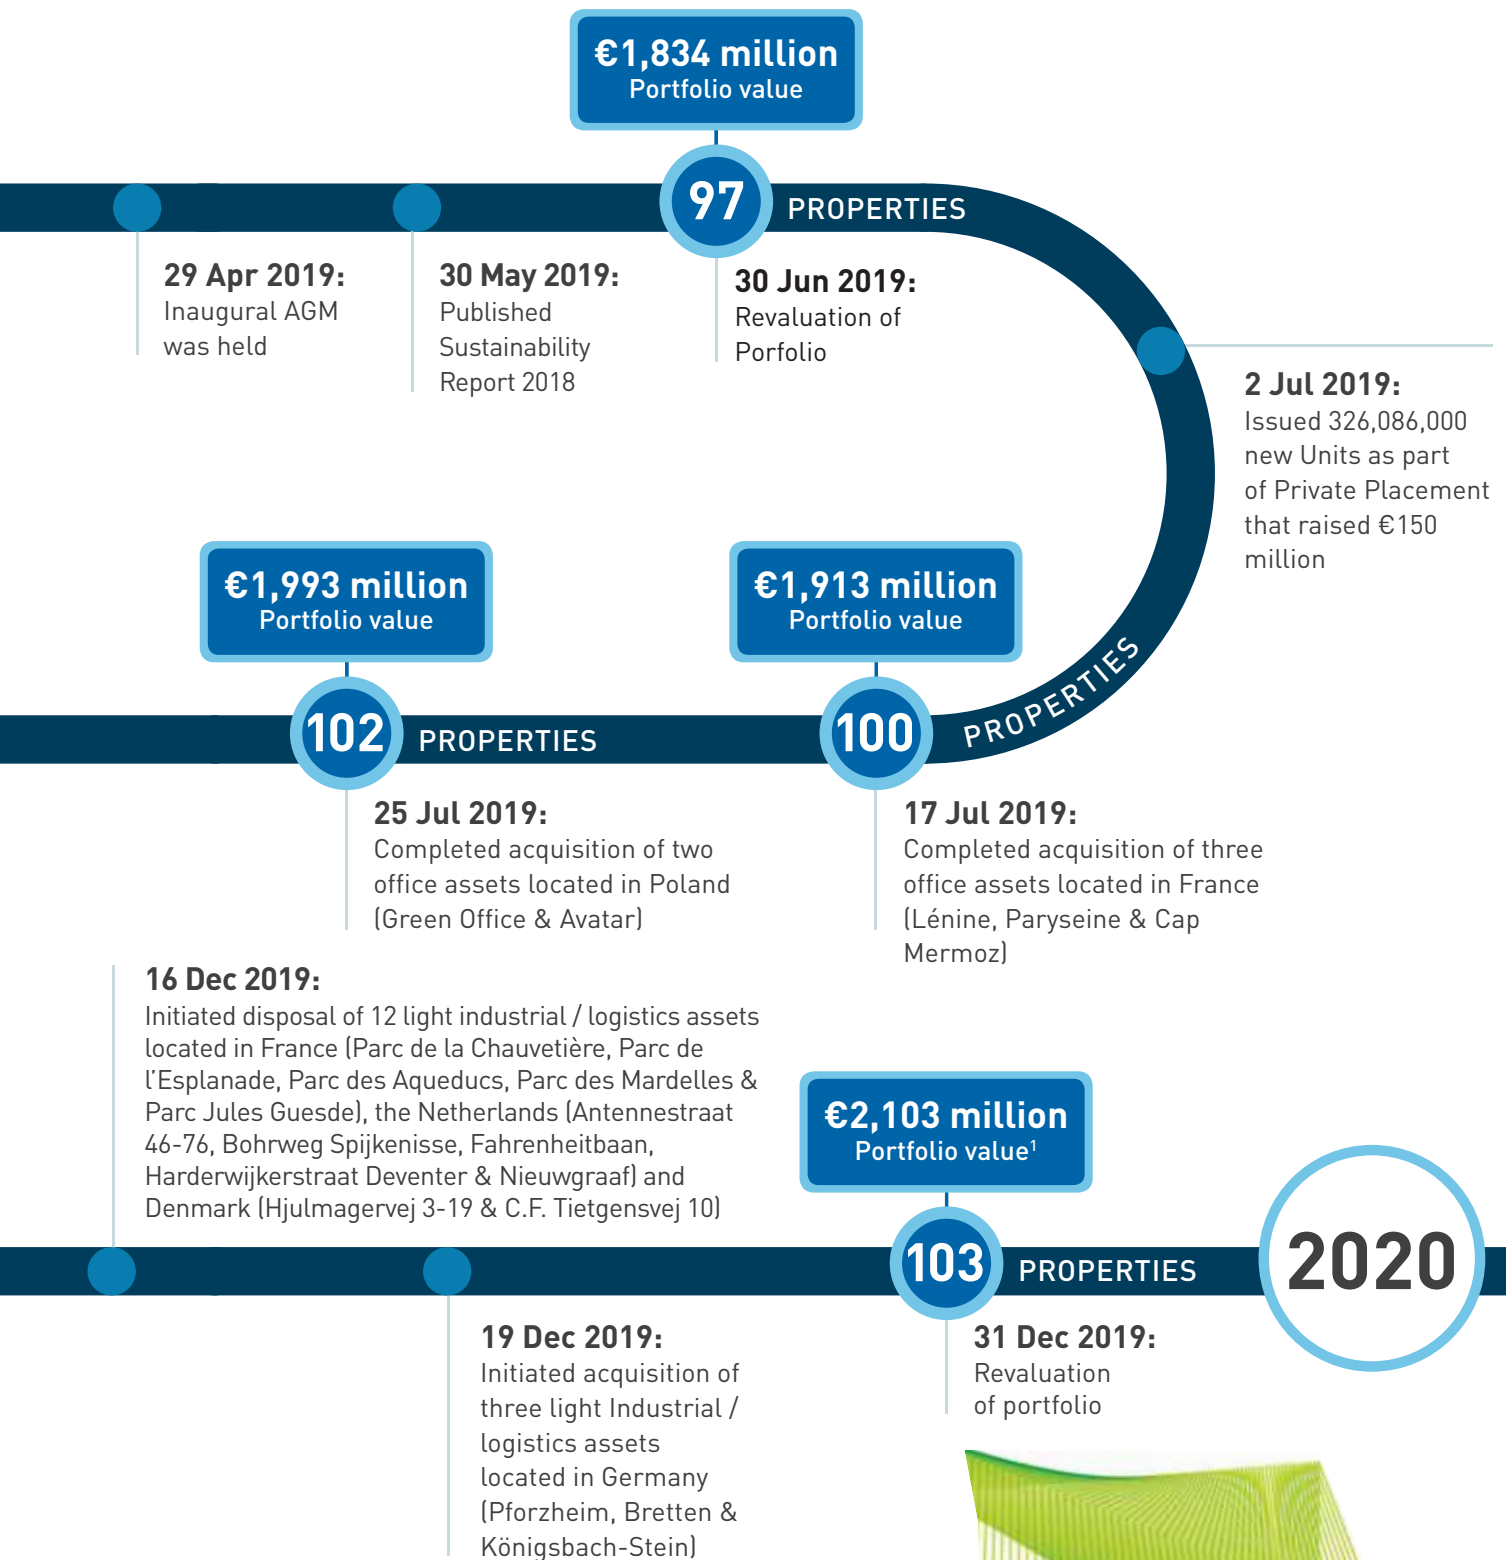 €1,834 million
Portfolio value
97
PROPERTIES
29 Apr 2019:
Inaugural AGM
was held
30 May 2019:
Published
Sustainability
Report 2018
30 Jun 2019:
Revaluation of
Porfolio
2 Jul 2019:
Issued 326,086,000
new Units as part
of Private Placement
that raised €150
million
€1,913 million
Portfolio value
100
PROPERTIES
17 Jul 2019:
Completed acquisition of three
office assets located in France
(Lénine, Paryseine & Cap
Mermoz)
€1,993 million
Portfolio value
102
PROPERTIES
25 Jul 2019:
Completed acquisition of two
office assets located in Poland
(Green Office & Avatar)
16 Dec 2019:
Initiated disposal of 12 light industrial / logistics assets
located in France (Parc de la Chauvetière, Parc de
l’Esplanade, Parc des Aqueducs, Parc des Mardelles &
Parc Jules Guesde), the Netherlands (Antennestraat
46-76, Bohrweg Spijkenisse, Fahrenheitbaan,
Harderwijkerstraat Deventer & Nieuwgraaf) and
Denmark (Hjulmagervej 3-19 & C.F. Tietgensvej 10)
19 Dec 2019:
Initiated acquisition of
three light Industrial /
logistics assets
located in Germany
(Pforzheim, Bretten &
Königsbach-Stein)
€2,103 million
Portfolio value¹
103
PROPERTIES
31 Dec 2019:
Revaluation
of portfolio
2020